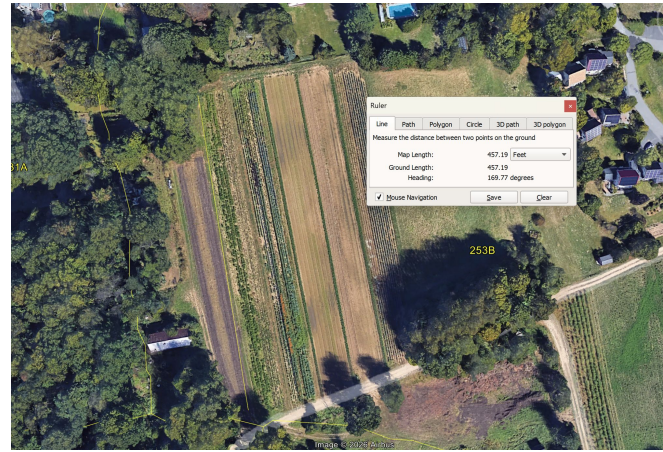 Ruler
Line Path Polygon Circle 3D path 3D polygon
Measure the distance between two points on the ground
Map Length: 457.19 Feet
Ground Length: 457.19
Heading: 169.77 degrees
Mouse Navigation Save Clear
31A
253B
Image © 2026 Airbus